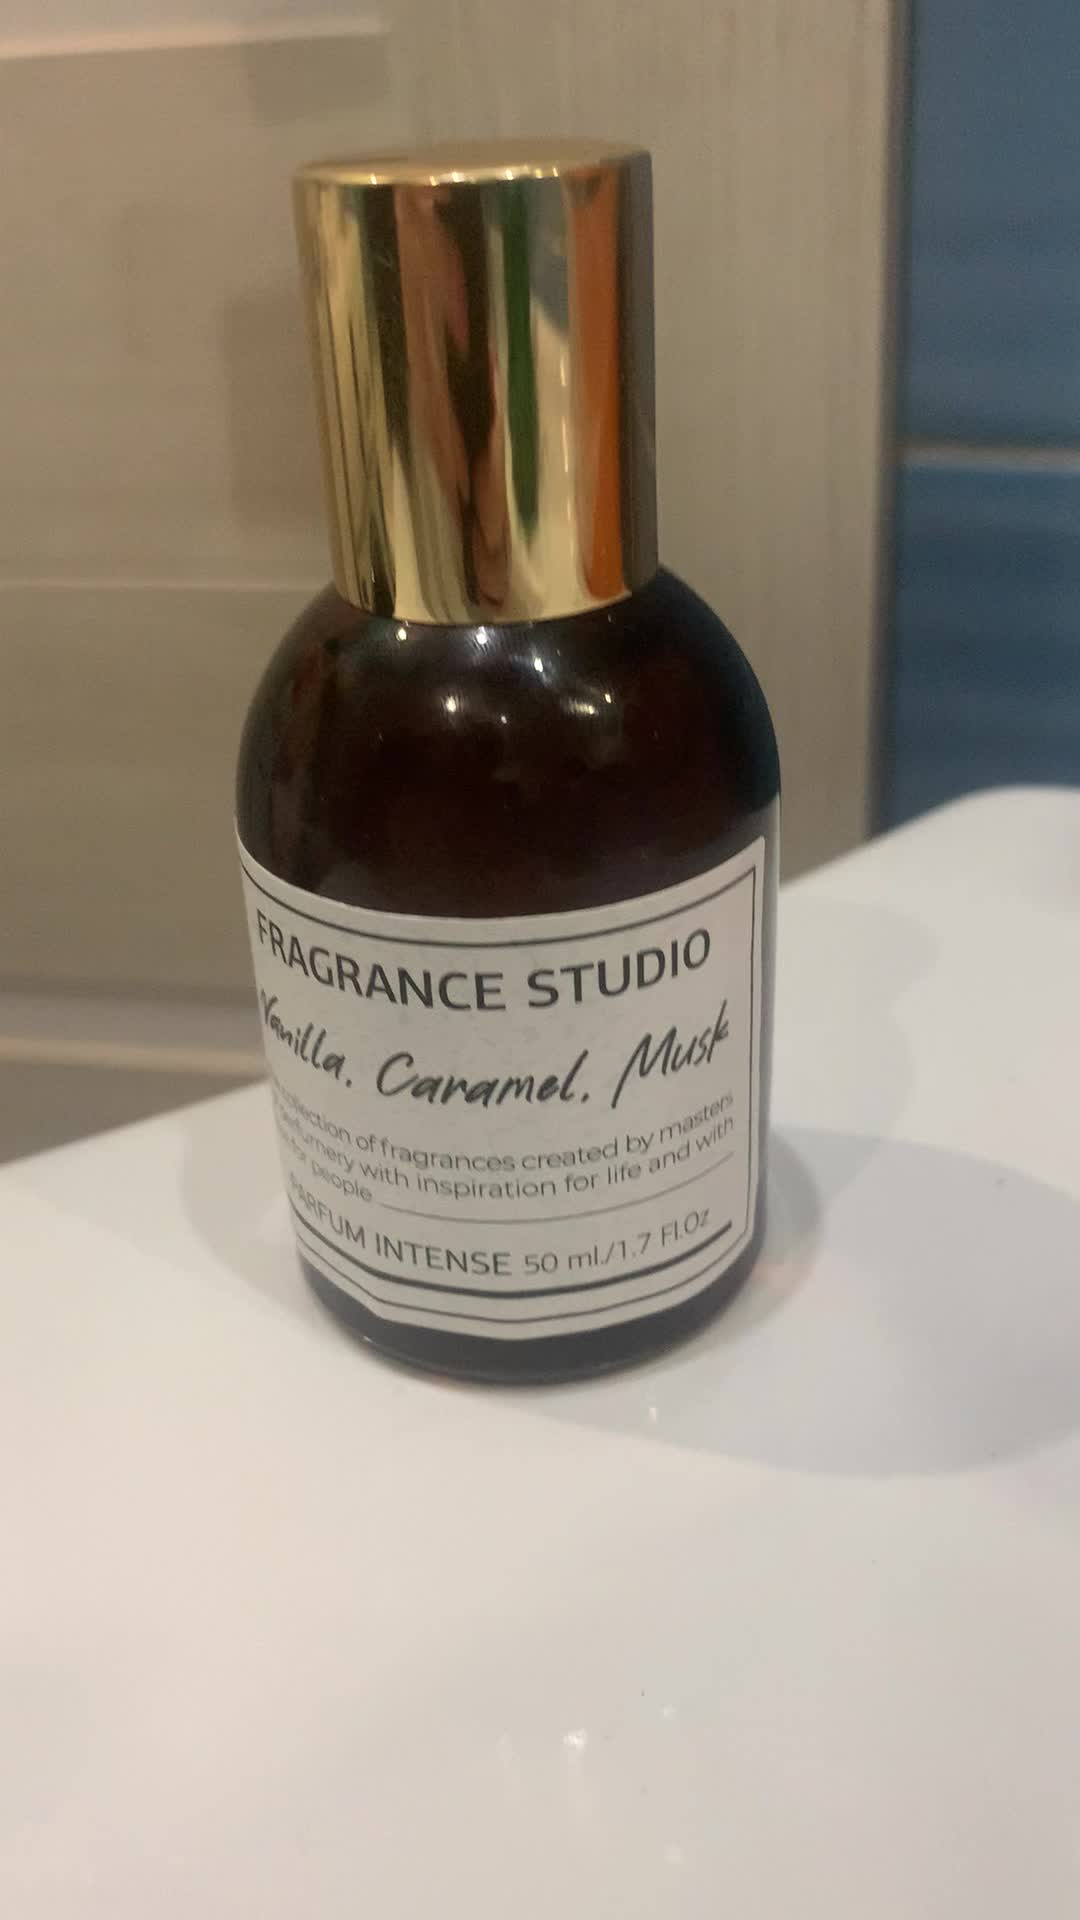 FRAGRANCE STUDIO
Vanilla. Caramel. Musk
collection of fragrances created by masters
perfumery with inspiration for life and with
for people
PARFUM INTENSE 50 ml./1.7 Fl.Oz